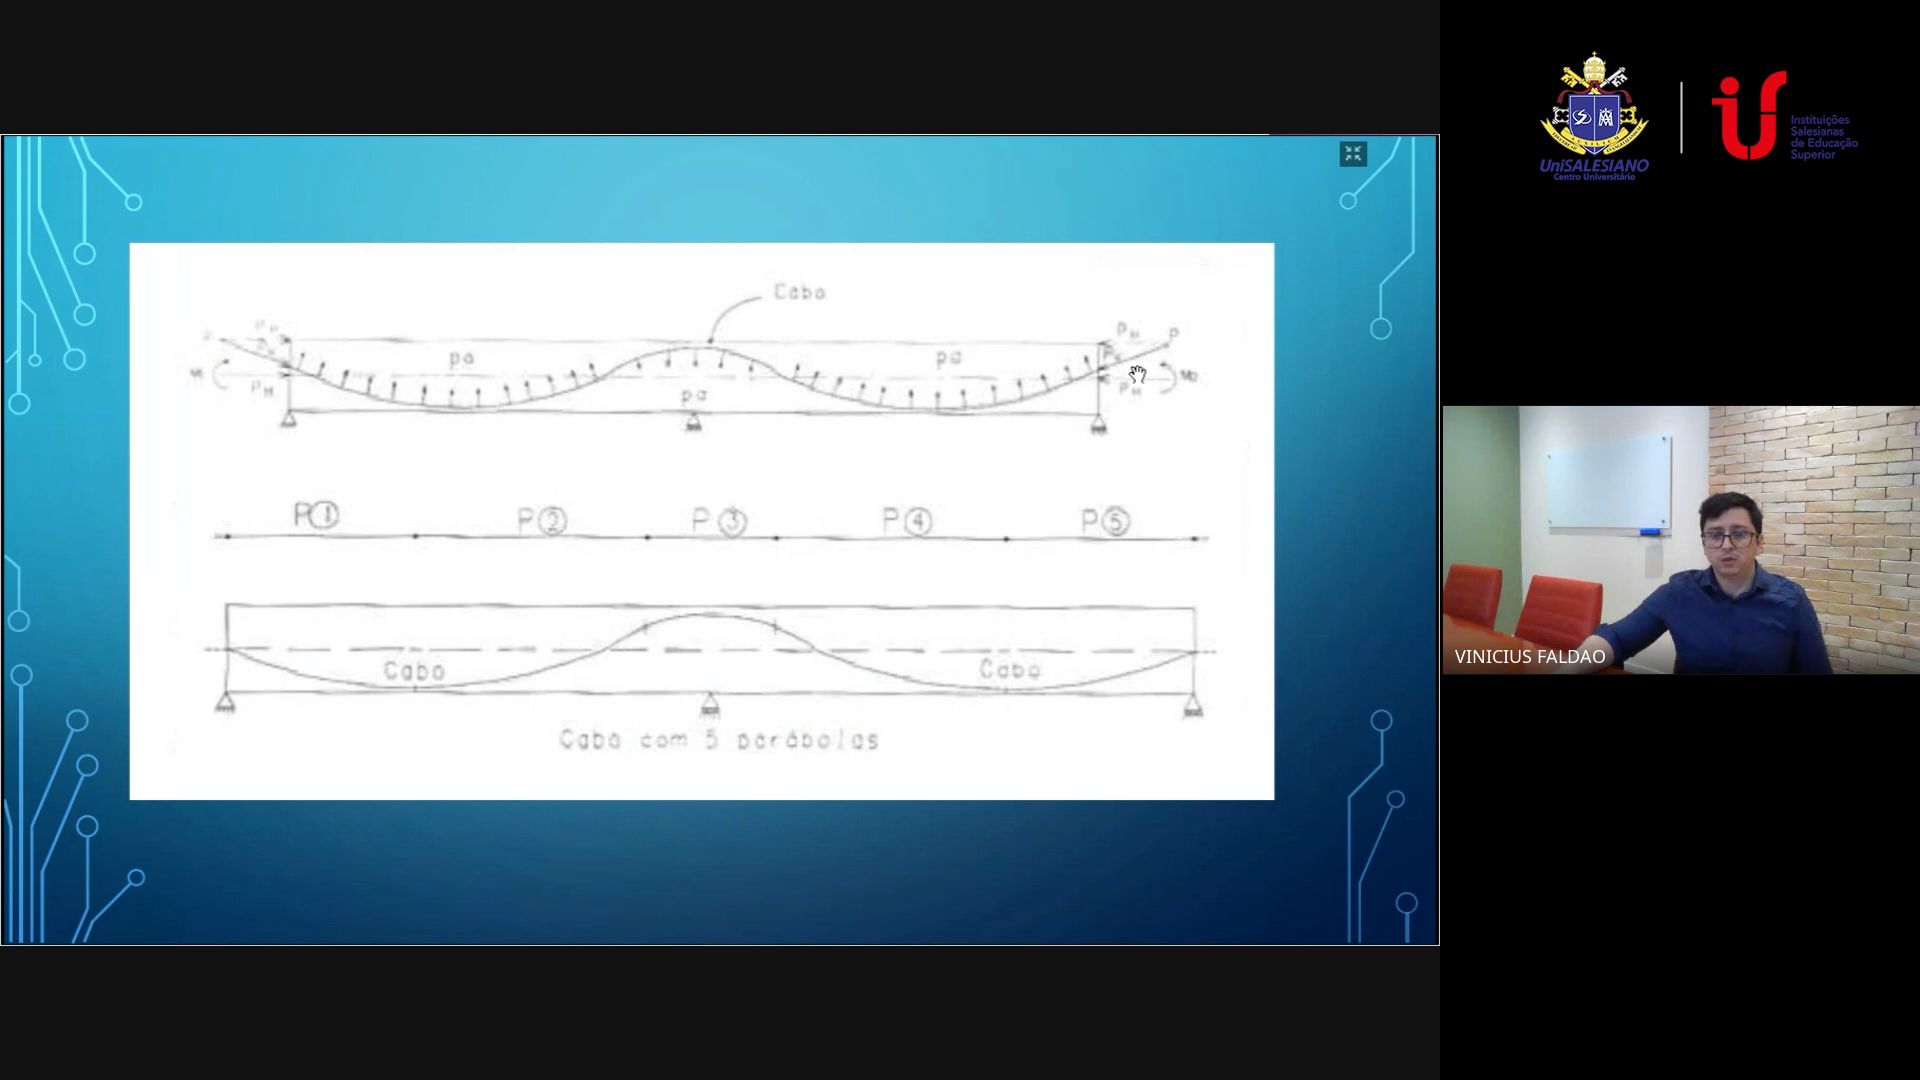 Cabo
PH
PH
P
pa
pa
PH
pa
PH
M2
P①
P②
P③
P④
P⑤
Cabo
Cabo
Cabo com 5 parábolas
UniSALESIANO
Centro Universitário
Instituições
Salesianas
de Educação
Superior
VINICIUS FALDAO